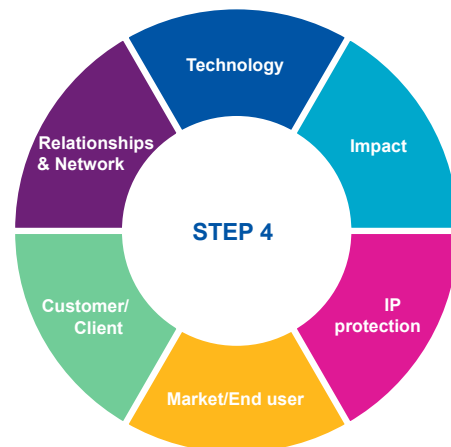 Technology
Impact
IP
protection
Market/End user
Customer/
Client
Relationships
& Network
STEP 4